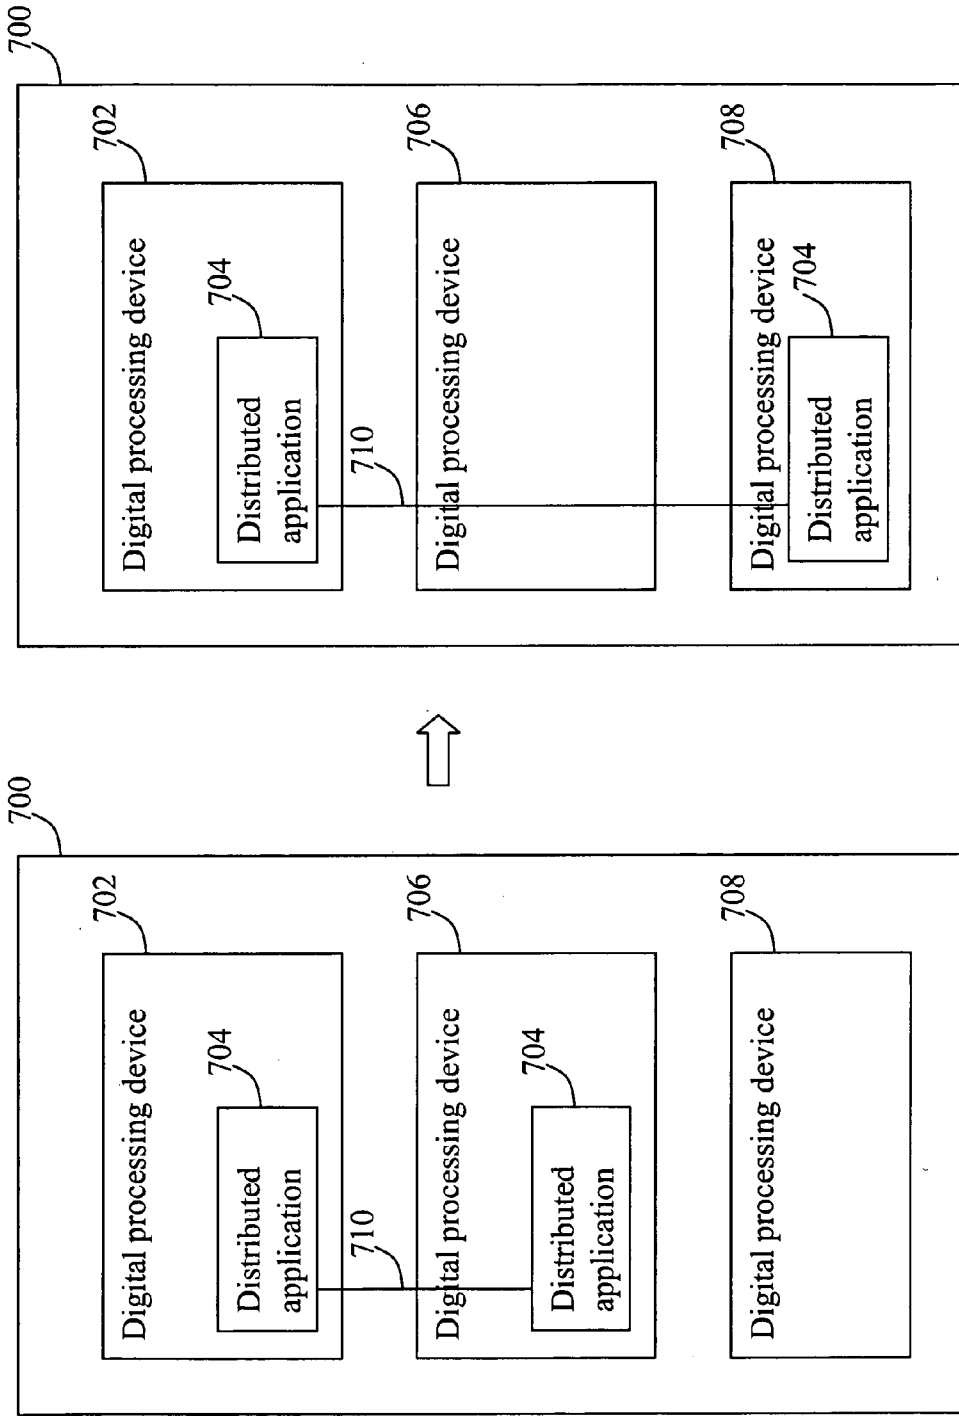 700
702
Digital processing device
704
Distributed
application
710
706
Digital processing device
704
Distributed
application
708
Digital processing device
700
702
Digital processing device
704
Distributed
application
710
706
Digital processing device
708
Digital processing device
704
Distributed
application